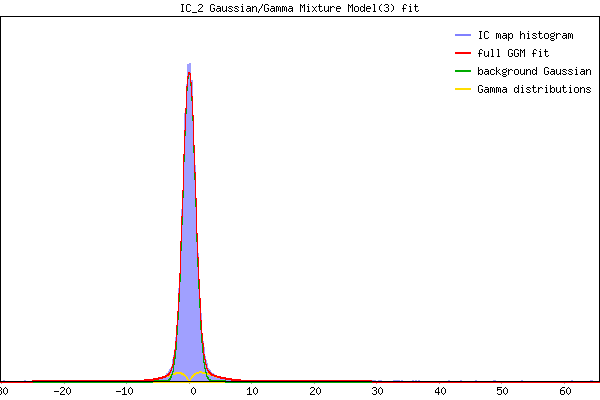 IC_2 Gaussian/Gamma Mixture Model(3) fit
IC map histogram
full GGM fit
background Gaussian
Gamma distributions
-20 -10 0 10 20 30 40 50 60